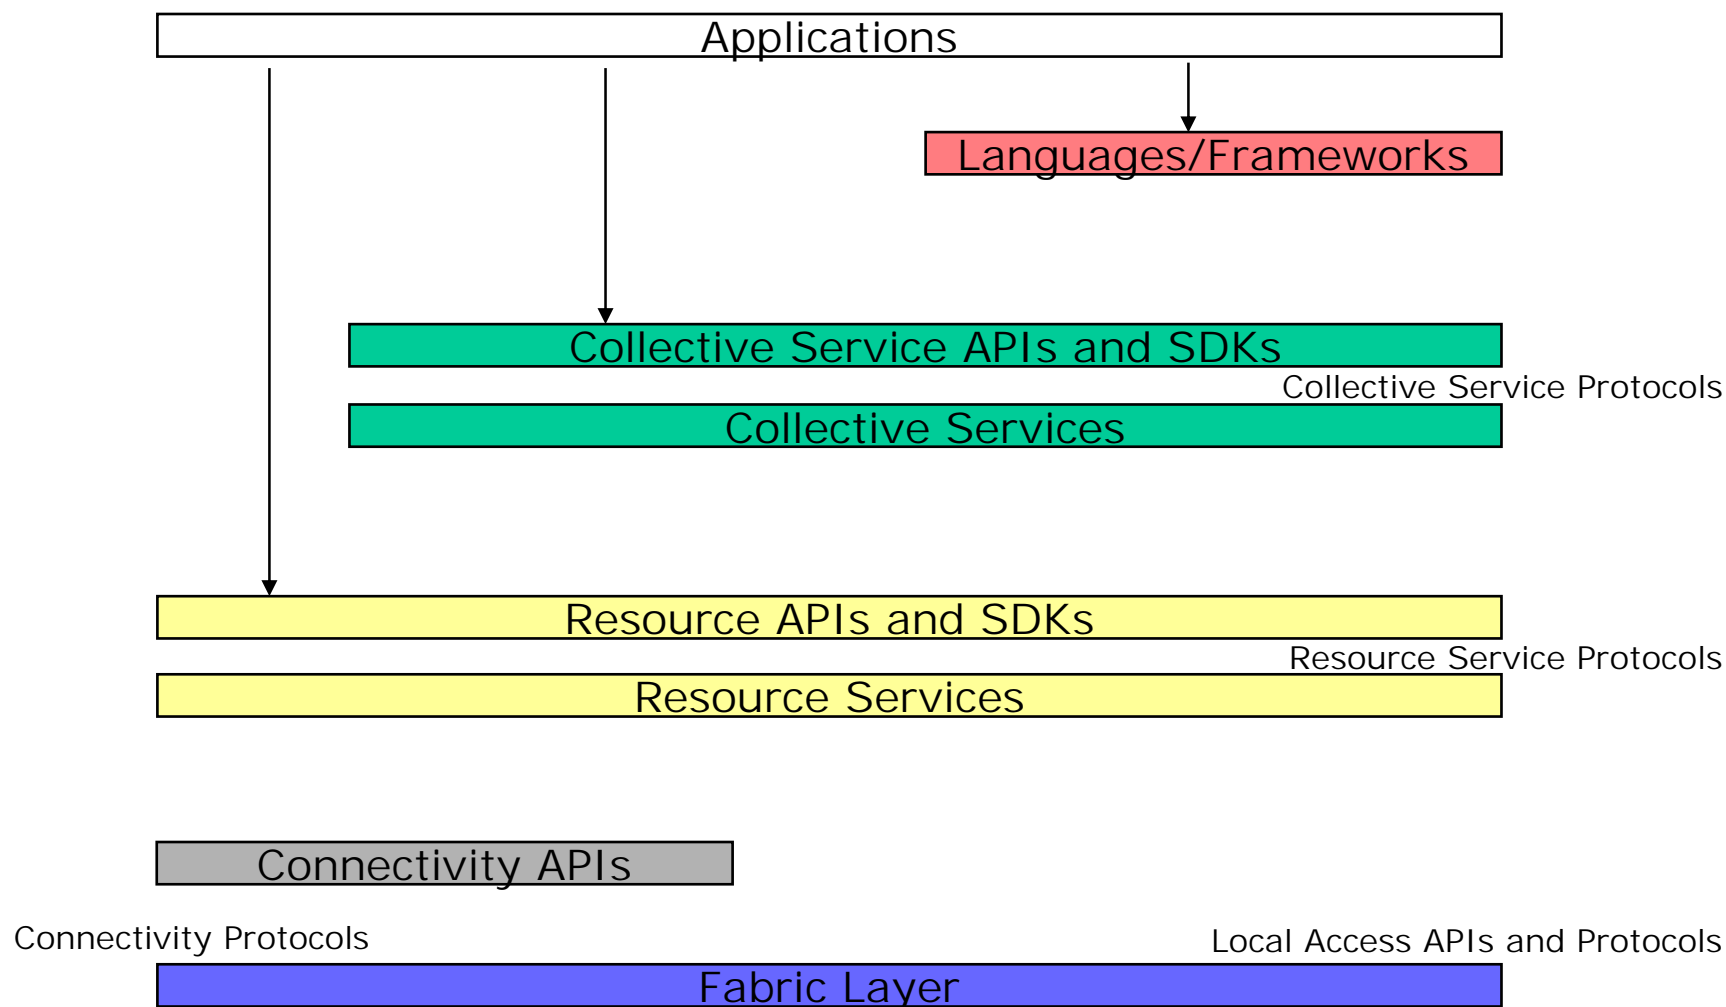 Applications
Languages/Frameworks
Collective Service APIs and SDKs
Collective Service Protocols
Collective Services
Resource APIs and SDKs
Resource Service Protocols
Resource Services
Connectivity APIs
Connectivity Protocols
Local Access APIs and Protocols
Fabric Layer